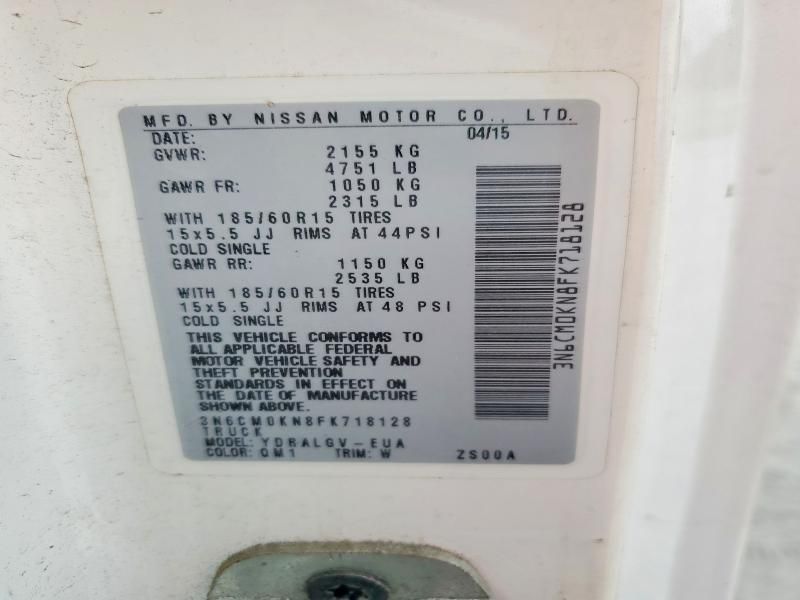 MFD. BY NISSAN MOTOR CO., LTD.
DATE: 04/15
GVWR: 2155 KG
4751 LB
GAWR FR: 1050 KG
2315 LB
WITH 185/60R15 TIRES
15x5.5 JJ RIMS AT 44PSI
COLD SINGLE
GAWR RR: 1150 KG
2535 LB
WITH 185/60R15 TIRES
15x5.5 JJ RIMS AT 48 PSI
COLD SINGLE
THIS VEHICLE CONFORMS TO
ALL APPLICABLE FEDERAL
MOTOR VEHICLE SAFETY AND
THEFT PREVENTION
STANDARDS IN EFFECT ON
THE DATE OF MANUFACTURE
SHOWN ABOVE.
3N6CM0KN8FK718128
TRUCK
MODEL: YDRALGV-EUA
COLOR: QM1 TRIM: W ZS00A
3N6CM0KN8FK718128